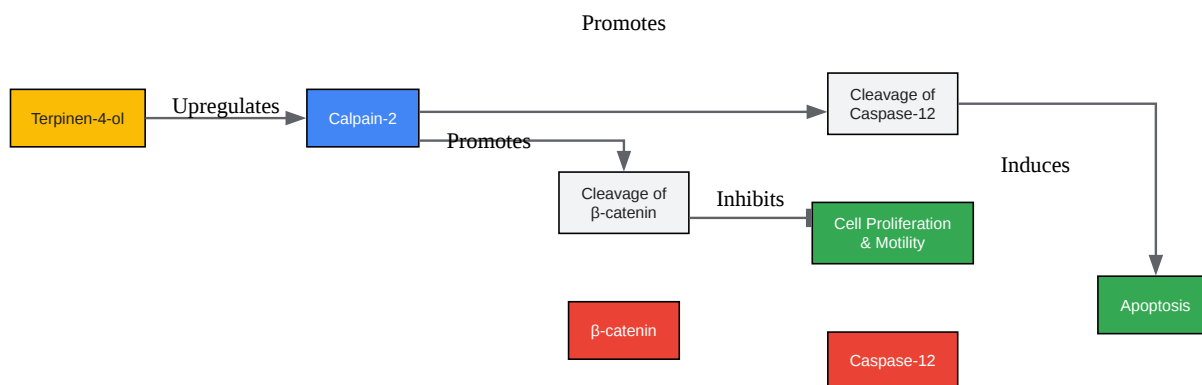 Promotes
Terpinen-4-ol
Upregulates
Calpain-2
Cleavage of
Caspase-12
Promotes
Cleavage of
β-catenin
Inhibits
Induces
Cell Proliferation
& Motility
Apoptosis
β-catenin
Caspase-12